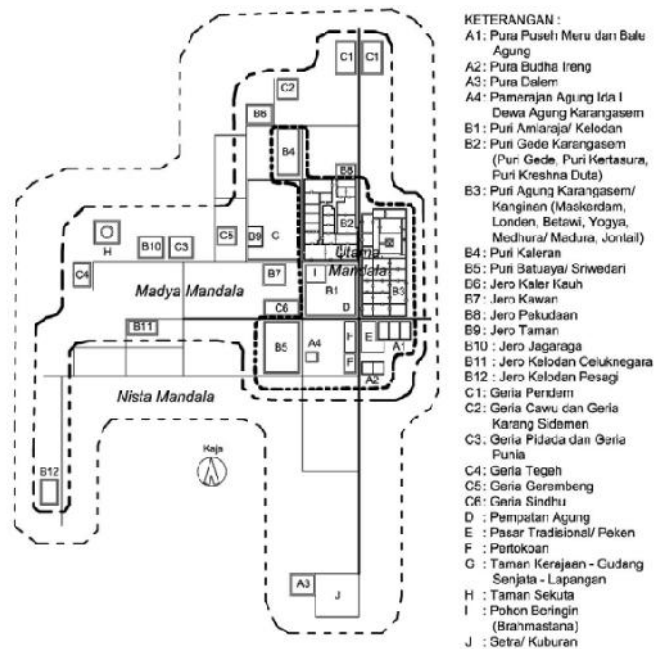 C1 C1
C2
B6
B4
B8
C5 B9 G B2
H B10 C3
Utama
Mandala
C4 B7 I B1 B3
Madya Mandala
C6 D
B11
B5 A4 F E A1
F A2
Nista Mandala
Kaja
B12
A3 J
KETERANGAN :
A1: Pura Puseh Meru dan Bale
Agung
A2: Pura Budha Ireng
A3: Pura Dalem
A4: Pamerajan Agung Ida I
Dewa Agung Karangasem
B1: Puri Amlaraja/ Kelodan
B2: Puri Gede Karangasem
(Puri Gede, Puri Kertasura,
Puri Kreshna Duta)
B3: Puri Agung Karangasem/
Kanginan (Maskerdam,
Londen, Betawi, Yogya,
Medhura/ Madura, Jontail)
B4: Puri Kaleran
B5: Puri Batuaya/ Sriwedari
B6: Jero Kaler Kauh
B7: Jero Kawan
B8: Jero Pekudaan
B9: Jero Taman
B10 : Jero Jagaraga
B11 : Jero Kelodan Celuknegara
B12 : Jero Kelodan Pesagi
C1: Geria Pendem
C2: Geria Cawu dan Geria
Karang Sidemen
C3: Geria Pidada dan Geria
Punia
C4: Geria Tegeh
C5: Geria Gerembeng
C6: Geria Sindhu
D : Pempatan Agung
E : Pasar Tradisional/ Peken
F : Pertokoan
G : Taman Kerajaan - Gudang
Senjata - Lapangan
H : Taman Sekuta
I : Pohon Beringin
(Brahmastana)
J : Setra/ Kuburan